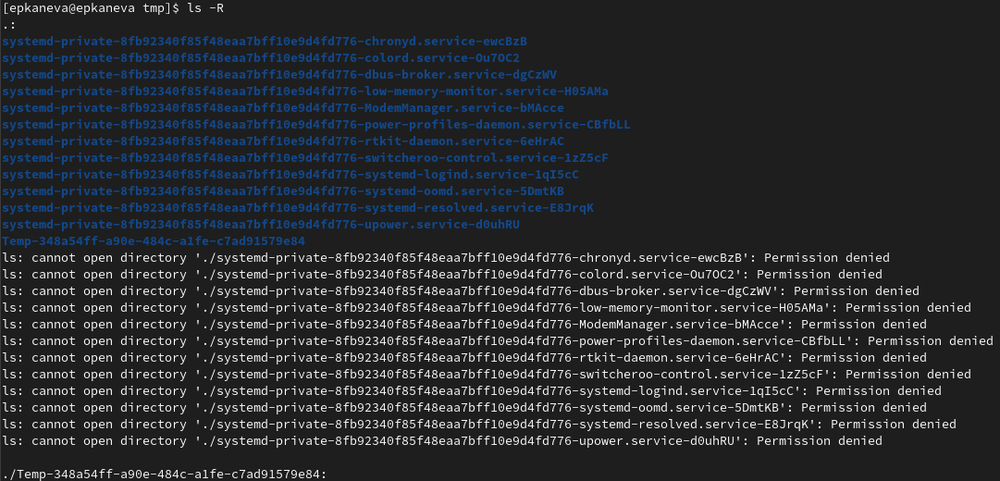 [epkaneva@epkaneva tmp]$ ls -R
.:
systemd-private-8fb92340f85f48eaa7bff10e9d4fd776-chronyd.service-ewcBzB
systemd-private-8fb92340f85f48eaa7bff10e9d4fd776-colord.service-Ou7OC2
systemd-private-8fb92340f85f48eaa7bff10e9d4fd776-dbus-broker.service-dgCzWV
systemd-private-8fb92340f85f48eaa7bff10e9d4fd776-low-memory-monitor.service-H05AMa
systemd-private-8fb92340f85f48eaa7bff10e9d4fd776-ModemManager.service-bMAcce
systemd-private-8fb92340f85f48eaa7bff10e9d4fd776-power-profiles-daemon.service-CBfbLL
systemd-private-8fb92340f85f48eaa7bff10e9d4fd776-rtkit-daemon.service-6eHrAC
systemd-private-8fb92340f85f48eaa7bff10e9d4fd776-switcheroo-control.service-1zZ5cF
systemd-private-8fb92340f85f48eaa7bff10e9d4fd776-systemd-logind.service-1qI5cC
systemd-private-8fb92340f85f48eaa7bff10e9d4fd776-systemd-oomd.service-5DmtKB
systemd-private-8fb92340f85f48eaa7bff10e9d4fd776-systemd-resolved.service-E8JrqK
systemd-private-8fb92340f85f48eaa7bff10e9d4fd776-upower.service-d0uhRU
Temp-348a54ff-a90e-484c-a1fe-c7ad91579e84
ls: cannot open directory './systemd-private-8fb92340f85f48eaa7bff10e9d4fd776-chronyd.service-ewcBzB': Permission denied
ls: cannot open directory './systemd-private-8fb92340f85f48eaa7bff10e9d4fd776-colord.service-Ou7OC2': Permission denied
ls: cannot open directory './systemd-private-8fb92340f85f48eaa7bff10e9d4fd776-dbus-broker.service-dgCzWV': Permission denied
ls: cannot open directory './systemd-private-8fb92340f85f48eaa7bff10e9d4fd776-low-memory-monitor.service-H05AMa': Permission denied
ls: cannot open directory './systemd-private-8fb92340f85f48eaa7bff10e9d4fd776-ModemManager.service-bMAcce': Permission denied
ls: cannot open directory './systemd-private-8fb92340f85f48eaa7bff10e9d4fd776-power-profiles-daemon.service-CBfbLL': Permission denied
ls: cannot open directory './systemd-private-8fb92340f85f48eaa7bff10e9d4fd776-rtkit-daemon.service-6eHrAC': Permission denied
ls: cannot open directory './systemd-private-8fb92340f85f48eaa7bff10e9d4fd776-switcheroo-control.service-1zZ5cF': Permission denied
ls: cannot open directory './systemd-private-8fb92340f85f48eaa7bff10e9d4fd776-systemd-logind.service-1qI5cC': Permission denied
ls: cannot open directory './systemd-private-8fb92340f85f48eaa7bff10e9d4fd776-systemd-oomd.service-5DmtKB': Permission denied
ls: cannot open directory './systemd-private-8fb92340f85f48eaa7bff10e9d4fd776-systemd-resolved.service-E8JrqK': Permission denied
ls: cannot open directory './systemd-private-8fb92340f85f48eaa7bff10e9d4fd776-upower.service-d0uhRU': Permission denied
./Temp-348a54ff-a90e-484c-a1fe-c7ad91579e84: